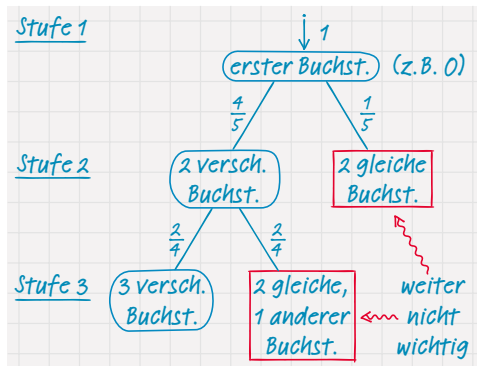 Stufe 1
1
erster Buchst. (z.B. O)
4/5
1/5
Stufe 2
2 versch.
Buchst.
2 gleiche
Buchst.
2/4
2/4
Stufe 3
3 versch.
Buchst.
2 gleiche,
1 anderer
Buchst.
weiter
nicht
wichtig